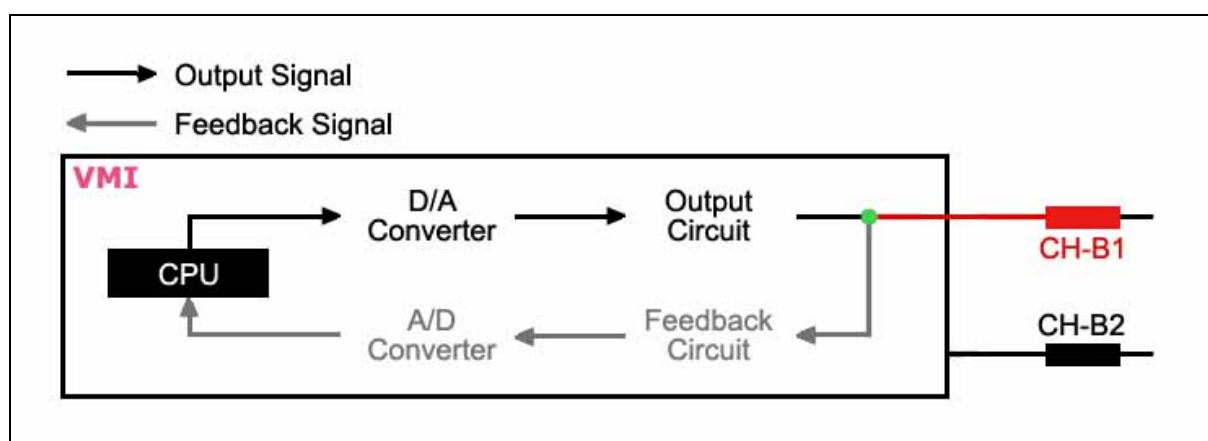 Output Signal
Feedback Signal
VMI
D/A
Converter
Output
Circuit
CH-B1
CPU
A/D
Converter
Feedback
Circuit
CH-B2